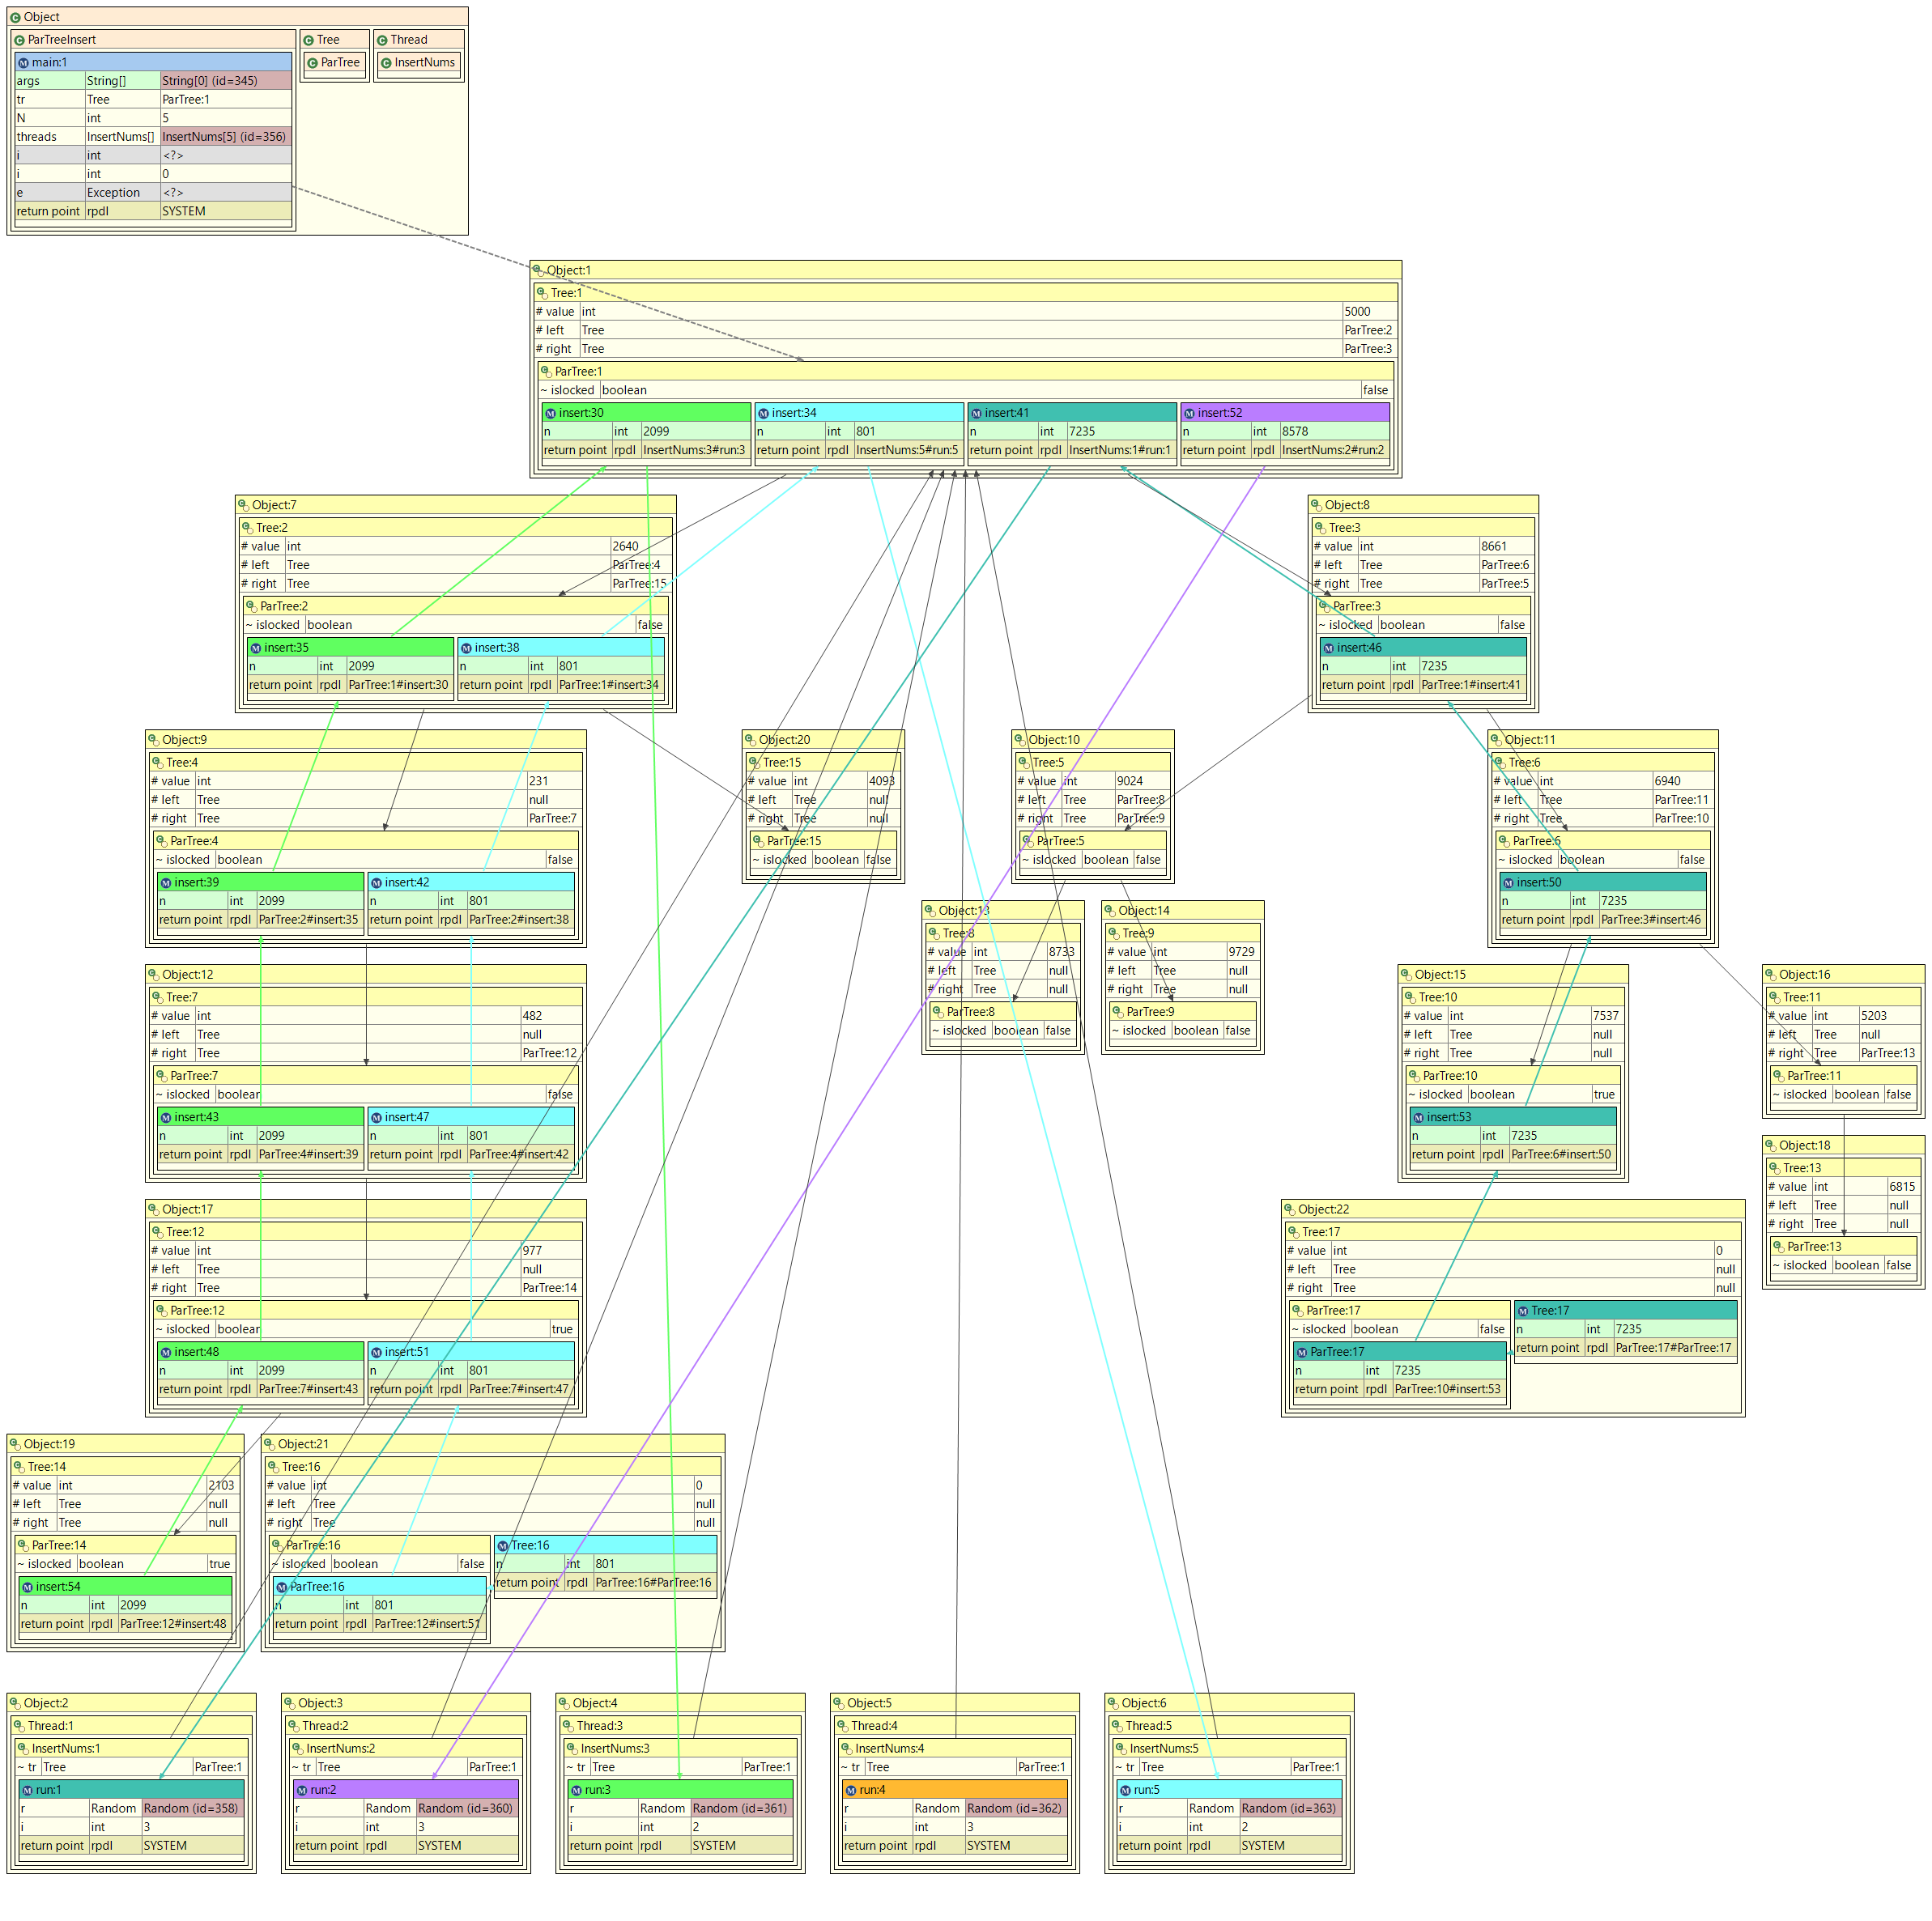 Object
ParTreeInsert
main:1
args String[] String[0] (id=345)
tr Tree ParTree:1
N int 5
threads InsertNums[] InsertNums[5] (id=356)
i int <?>
i int 0
e Exception <?>
return point rpdl SYSTEM
Tree
ParTree
Thread
InsertNums
Object:1
Tree:1
# value int 5000
# left Tree ParTree:2
# right Tree ParTree:3
ParTree:1
~ islocked boolean false
insert:30
n int 2099
return point rpdl InsertNums:3#run:3
insert:34
n int 801
return point rpdl InsertNums:5#run:5
insert:41
n int 7235
return point rpdl InsertNums:1#run:1
insert:52
n int 8578
return point rpdl InsertNums:2#run:2
Object:7
Tree:2
# value int 2640
# left Tree ParTree:4
# right Tree ParTree:15
ParTree:2
~ islocked boolean false
insert:35
n int 2099
return point rpdl ParTree:1#insert:30
insert:38
n int 801
return point rpdl ParTree:1#insert:34
Object:8
Tree:3
# value int 8661
# left Tree ParTree:6
# right Tree ParTree:5
ParTree:3
~ islocked boolean false
insert:46
n int 7235
return point rpdl ParTree:1#insert:41
Object:9
Tree:4
# value int 231
# left Tree null
# right Tree ParTree:7
ParTree:4
~ islocked boolean false
insert:39
n int 2099
return point rpdl ParTree:2#insert:35
insert:42
n int 801
return point rpdl ParTree:2#insert:38
Object:20
Tree:15
# value int 4093
# left Tree null
# right Tree null
ParTree:15
~ islocked boolean false
Object:10
Tree:5
# value int 9024
# left Tree ParTree:8
# right Tree ParTree:9
ParTree:5
~ islocked boolean false
Object:11
Tree:6
# value int 6940
# left Tree ParTree:11
# right Tree ParTree:10
ParTree:6
~ islocked boolean false
insert:50
n int 7235
return point rpdl ParTree:3#insert:46
Object:13
Tree:8
# value int 8733
# left Tree null
# right Tree null
ParTree:8
~ islocked boolean false
Object:14
Tree:9
# value int 9729
# left Tree null
# right Tree null
ParTree:9
~ islocked boolean false
Object:12
Tree:7
# value int 482
# left Tree null
# right Tree ParTree:12
ParTree:7
~ islocked boolean false
insert:43
n int 2099
return point rpdl ParTree:4#insert:39
insert:47
n int 801
return point rpdl ParTree:4#insert:42
Object:15
Tree:10
# value int 7537
# left Tree null
# right Tree null
ParTree:10
~ islocked boolean true
insert:53
n int 7235
return point rpdl ParTree:6#insert:50
Object:16
Tree:11
# value int 5203
# left Tree null
# right Tree ParTree:13
ParTree:11
~ islocked boolean false
Object:18
Tree:13
# value int 6815
# left Tree null
# right Tree null
ParTree:13
~ islocked boolean false
Object:17
Tree:12
# value int 977
# left Tree null
# right Tree ParTree:14
ParTree:12
~ islocked boolean true
insert:48
n int 2099
return point rpdl ParTree:7#insert:43
insert:51
n int 801
return point rpdl ParTree:7#insert:47
Object:22
Tree:17
# value int 0
# left Tree null
# right Tree null
ParTree:17
~ islocked boolean false
ParTree:17
n int 7235
return point rpdl ParTree:10#insert:53
Tree:17
n int 7235
return point rpdl ParTree:17#ParTree:17
Object:19
Tree:14
# value int 2103
# left Tree null
# right Tree null
ParTree:14
~ islocked boolean true
insert:54
n int 2099
return point rpdl ParTree:12#insert:48
Object:21
Tree:16
# value int 0
# left Tree null
# right Tree null
ParTree:16
~ islocked boolean false
ParTree:16
n int 801
return point rpdl ParTree:12#insert:51
Tree:16
n int 801
return point rpdl ParTree:16#ParTree:16
Object:2
Thread:1
InsertNums:1
~ tr Tree ParTree:1
run:1
r Random Random (id=358)
i int 3
return point rpdl SYSTEM
Object:3
Thread:2
InsertNums:2
~ tr Tree ParTree:1
run:2
r Random Random (id=360)
i int 3
return point rpdl SYSTEM
Object:4
Thread:3
InsertNums:3
~ tr Tree ParTree:1
run:3
r Random Random (id=361)
i int 2
return point rpdl SYSTEM
Object:5
Thread:4
InsertNums:4
~ tr Tree ParTree:1
run:4
r Random Random (id=362)
i int 3
return point rpdl SYSTEM
Object:6
Thread:5
InsertNums:5
~ tr Tree ParTree:1
run:5
r Random Random (id=363)
i int 2
return point rpdl SYSTEM